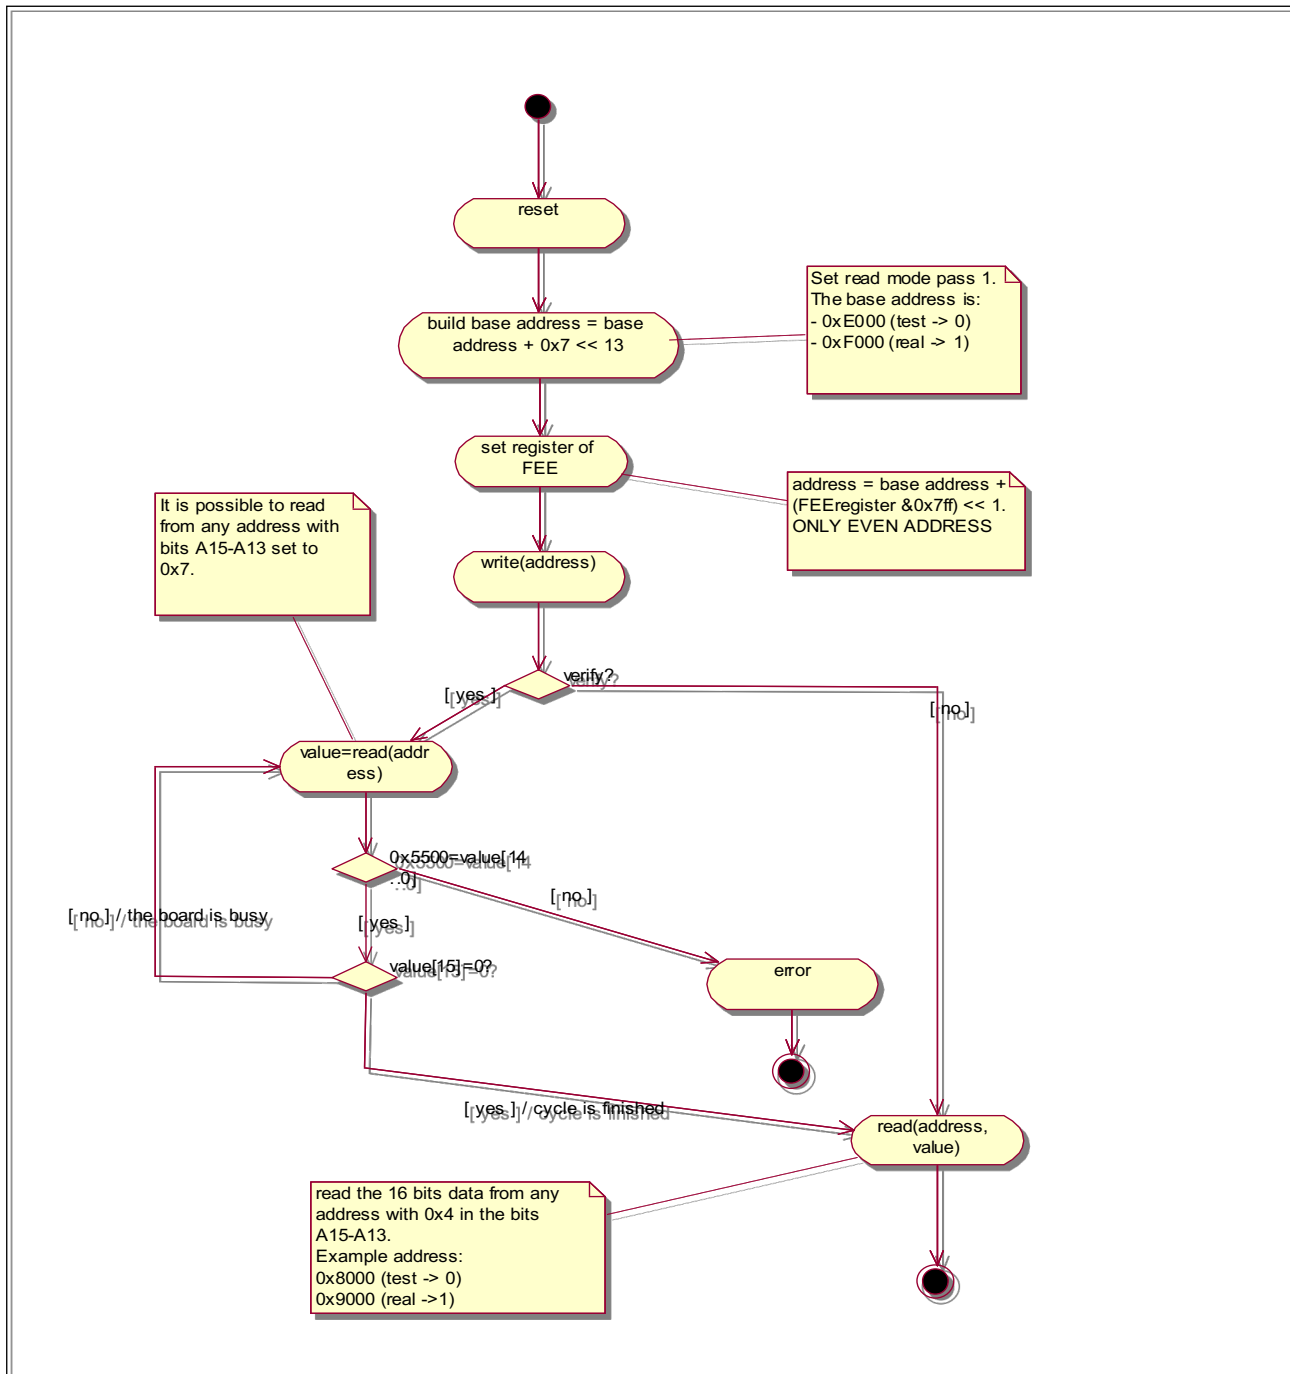 reset
Set read mode pass 1.
The base address is:
- 0xE000 (test -> 0)
- 0xF000 (real -> 1)
build base address = base
address + 0x7 << 13
set register of
FEE
address = base address +
(FEEregister &0x7ff) << 1.
ONLY EVEN ADDRESS
It is possible to read
from any address with
bits A15-A13 set to
0x7.
write(address)
verify?
[ yes ]
[ no ]
value=read(addr
ess)
0x5500=value[14
..0]
[ no ]
[ no ] / the board is busy
[ yes ]
value[15]=0?
error
[ yes ] / cycle is finished
read(address,
value)
read the 16 bits data from any
address with 0x4 in the bits
A15-A13.
Example address:
0x8000 (test -> 0)
0x9000 (real ->1)